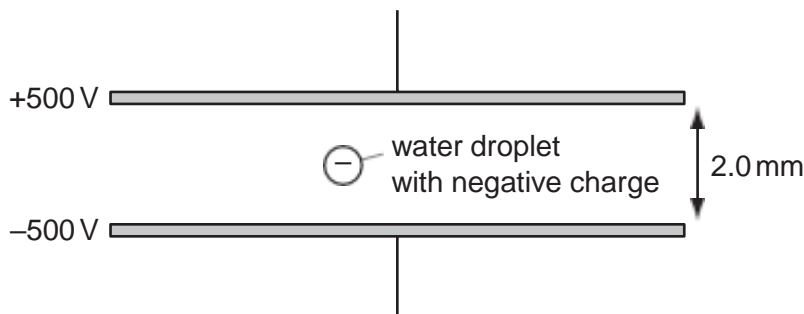 +500 V
−
water droplet
with negative charge
2.0 mm
–500 V